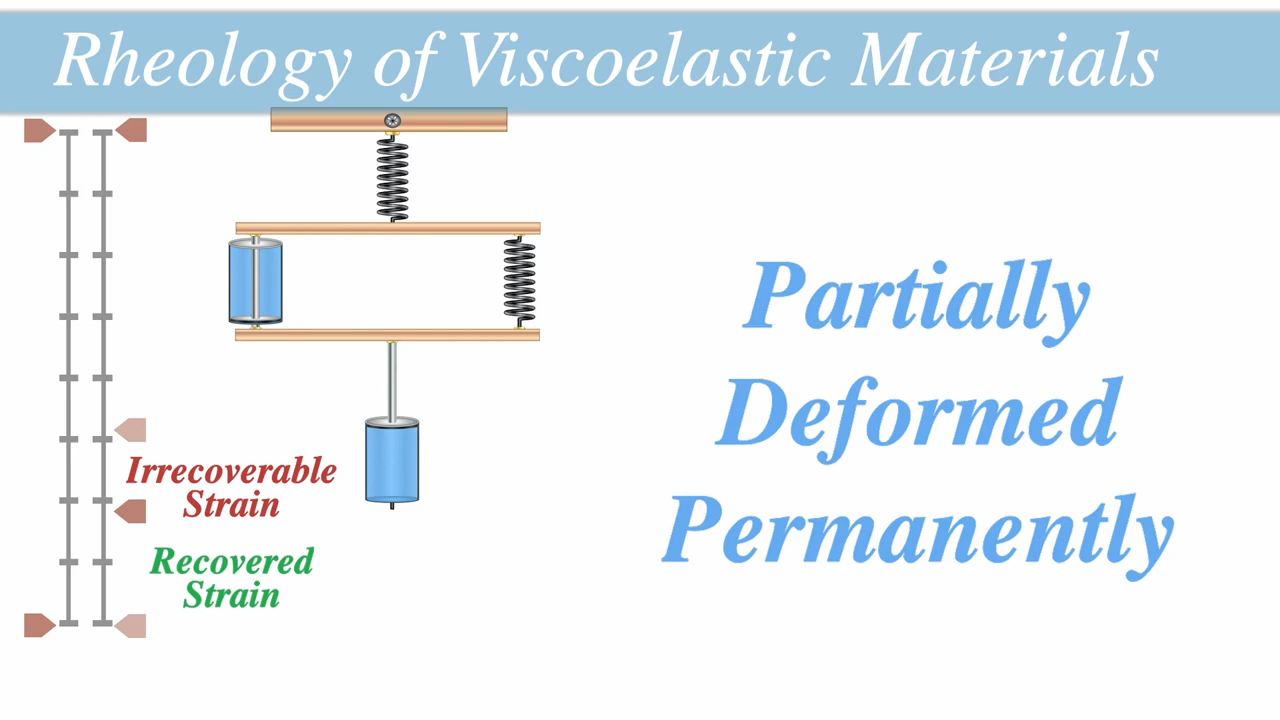 Rheology of Viscoelastic Materials
Partially
Deformed
Permanently
Irrecoverable
Strain
Recovered
Strain